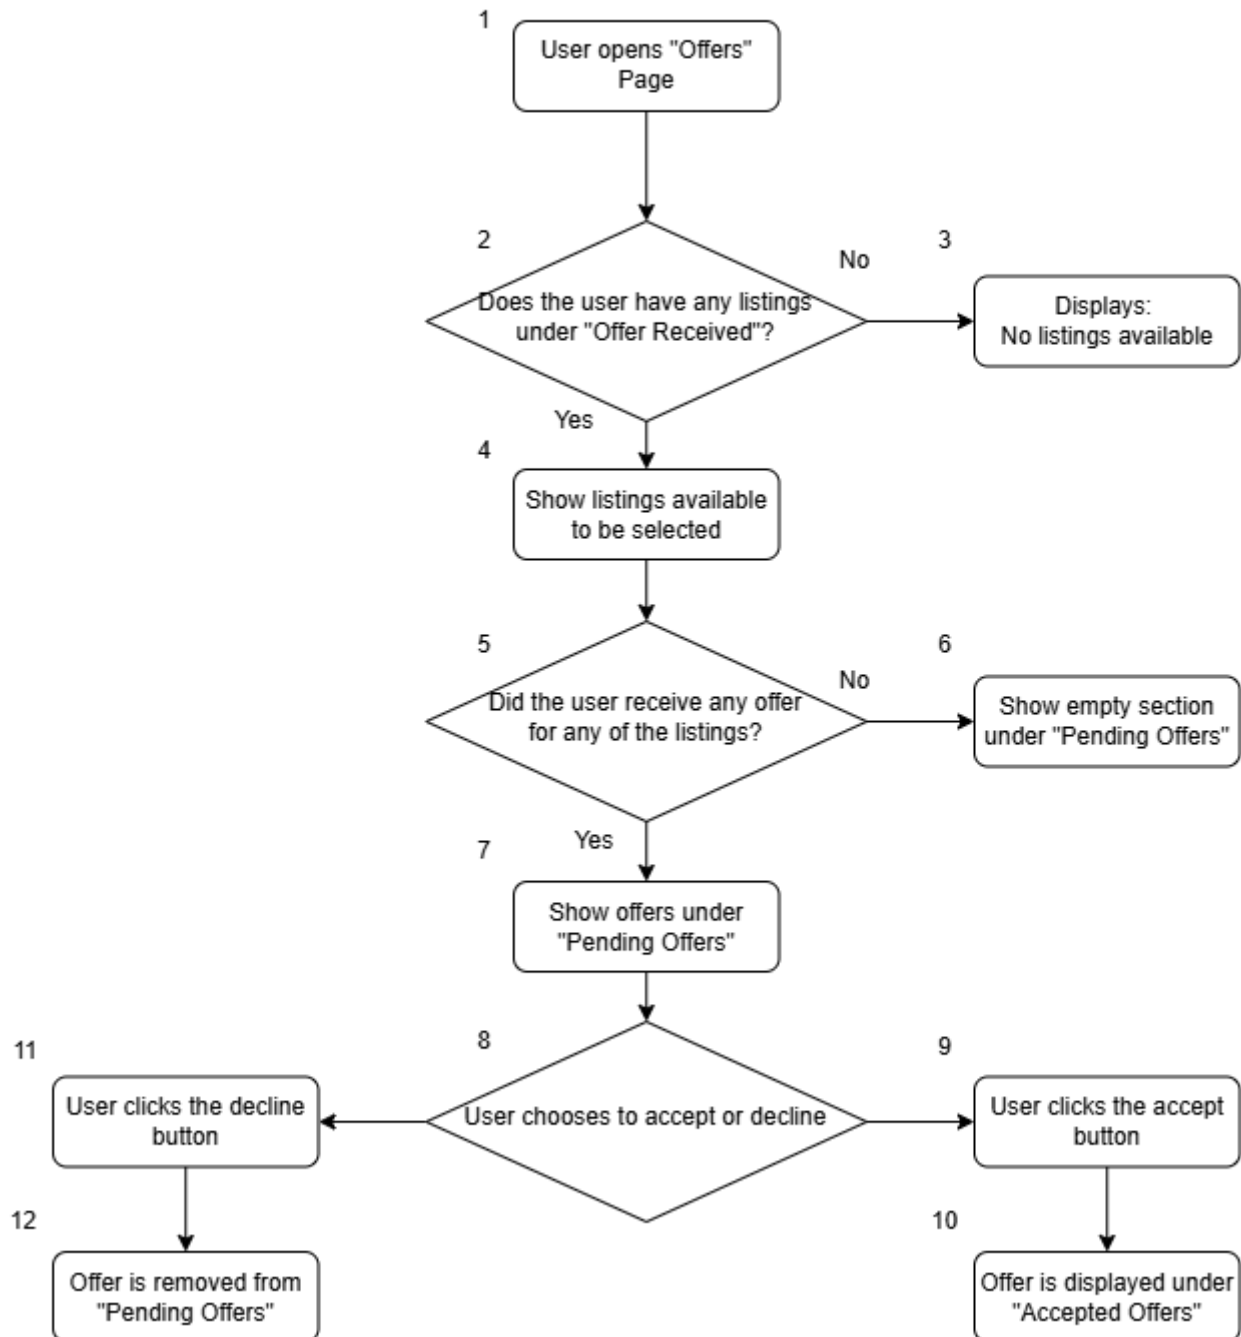 1
User opens "Offers"
Page
2
Does the user have any listings
under "Offer Received"?
No
3
Displays:
No listings available
Yes
4
Show listings available
to be selected
5
Did the user receive any offer
for any of the listings?
No
6
Show empty section
under "Pending Offers"
Yes
7
Show offers under
"Pending Offers"
8
User chooses to accept or decline
9
User clicks the accept
button
10
Offer is displayed under
"Accepted Offers"
11
User clicks the decline
button
12
Offer is removed from
"Pending Offers"